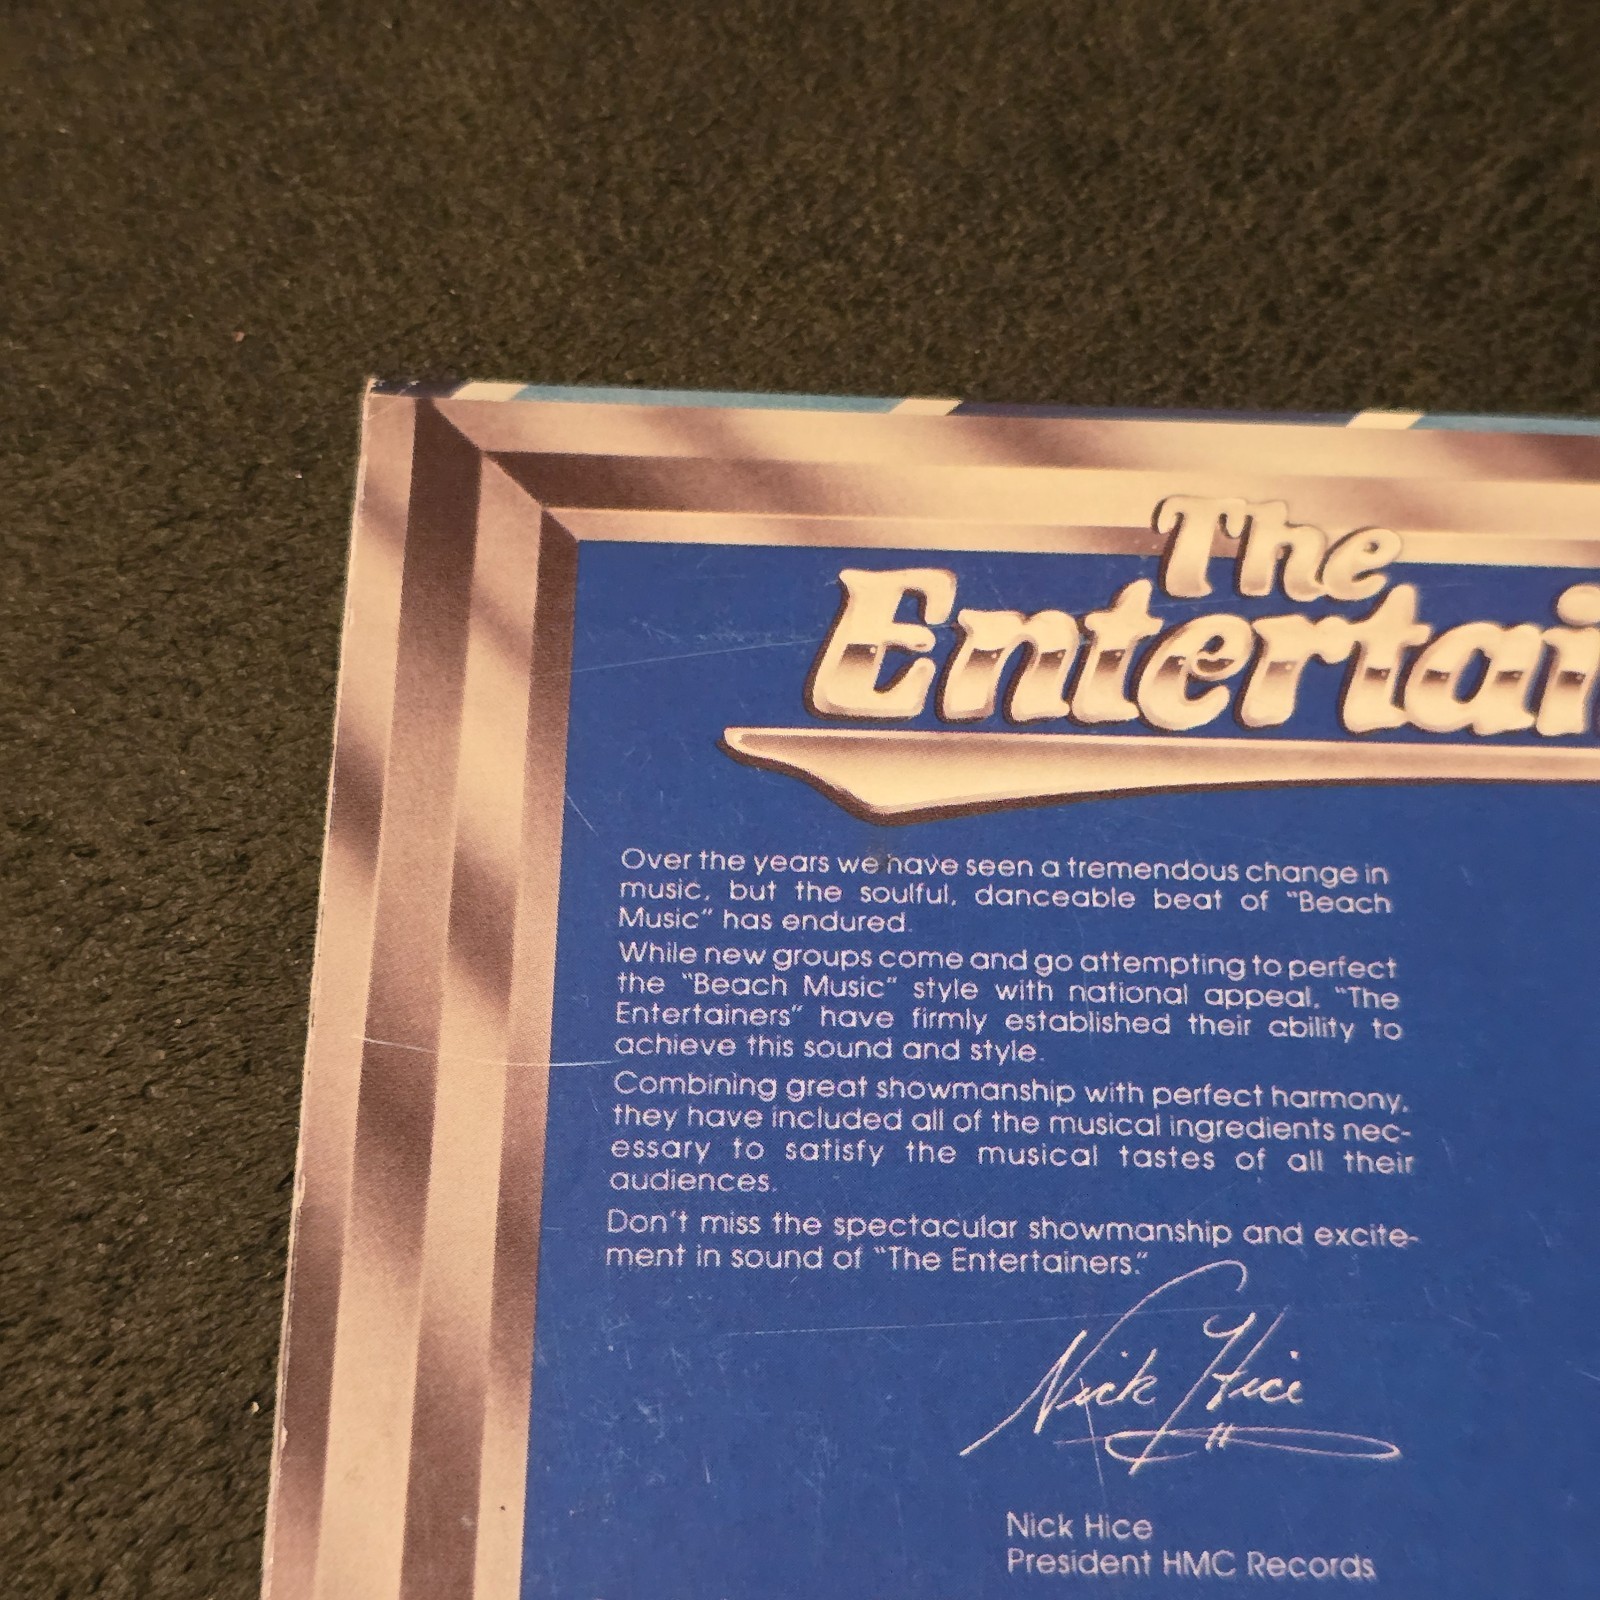 The
Entertai
Over the years we have seen a tremendous change in
music, but the soulful, danceable beat of "Beach
Music" has endured.
While new groups come and go attempting to perfect
the "Beach Music" style with national appeal, "The
Entertainers" have firmly established their ability to
achieve this sound and style.
Combining great showmanship with perfect harmony,
they have included all of the musical ingredients nec-
essary to satisfy the musical tastes of all their
audiences.
Don't miss the spectacular showmanship and excite-
ment in sound of "The Entertainers."
Nick Hice
Nick Hice
President HMC Records